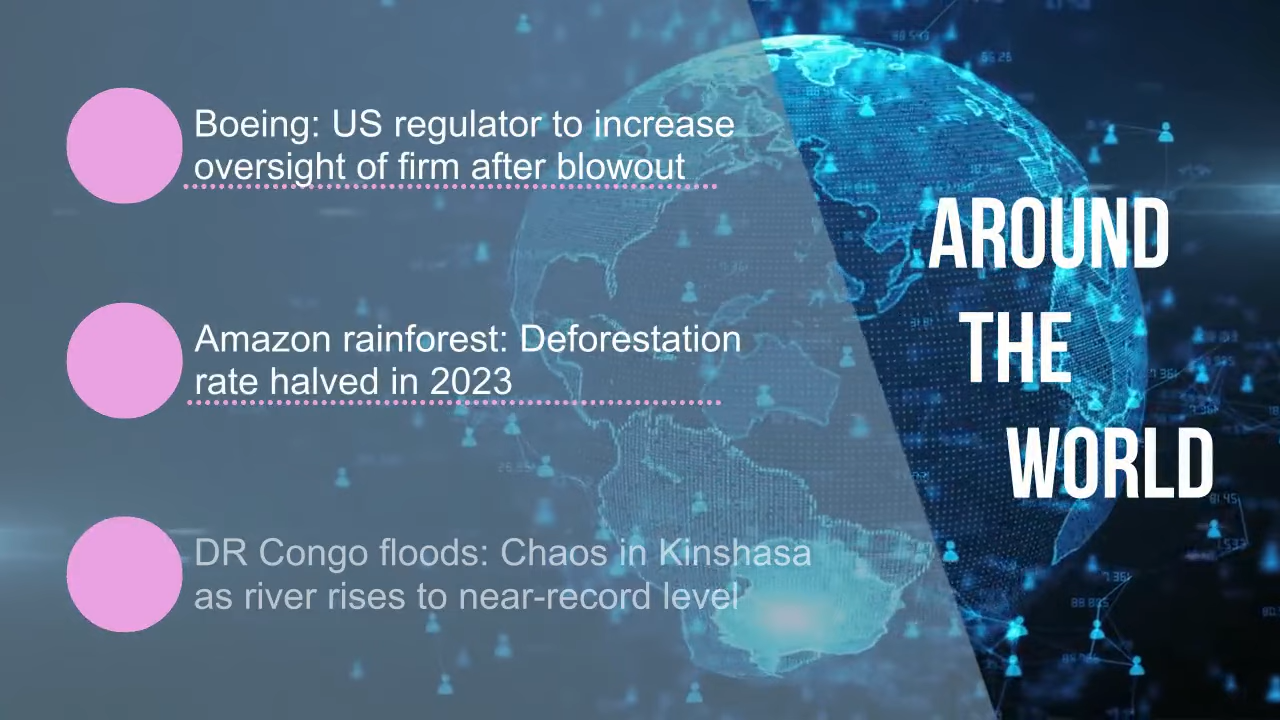 Boeing: US regulator to increase
oversight of firm after blowout
Amazon rainforest: Deforestation
rate halved in 2023
DR Congo floods: Chaos in Kinshasa
as river rises to near-record level
AROUND
THE
WORLD